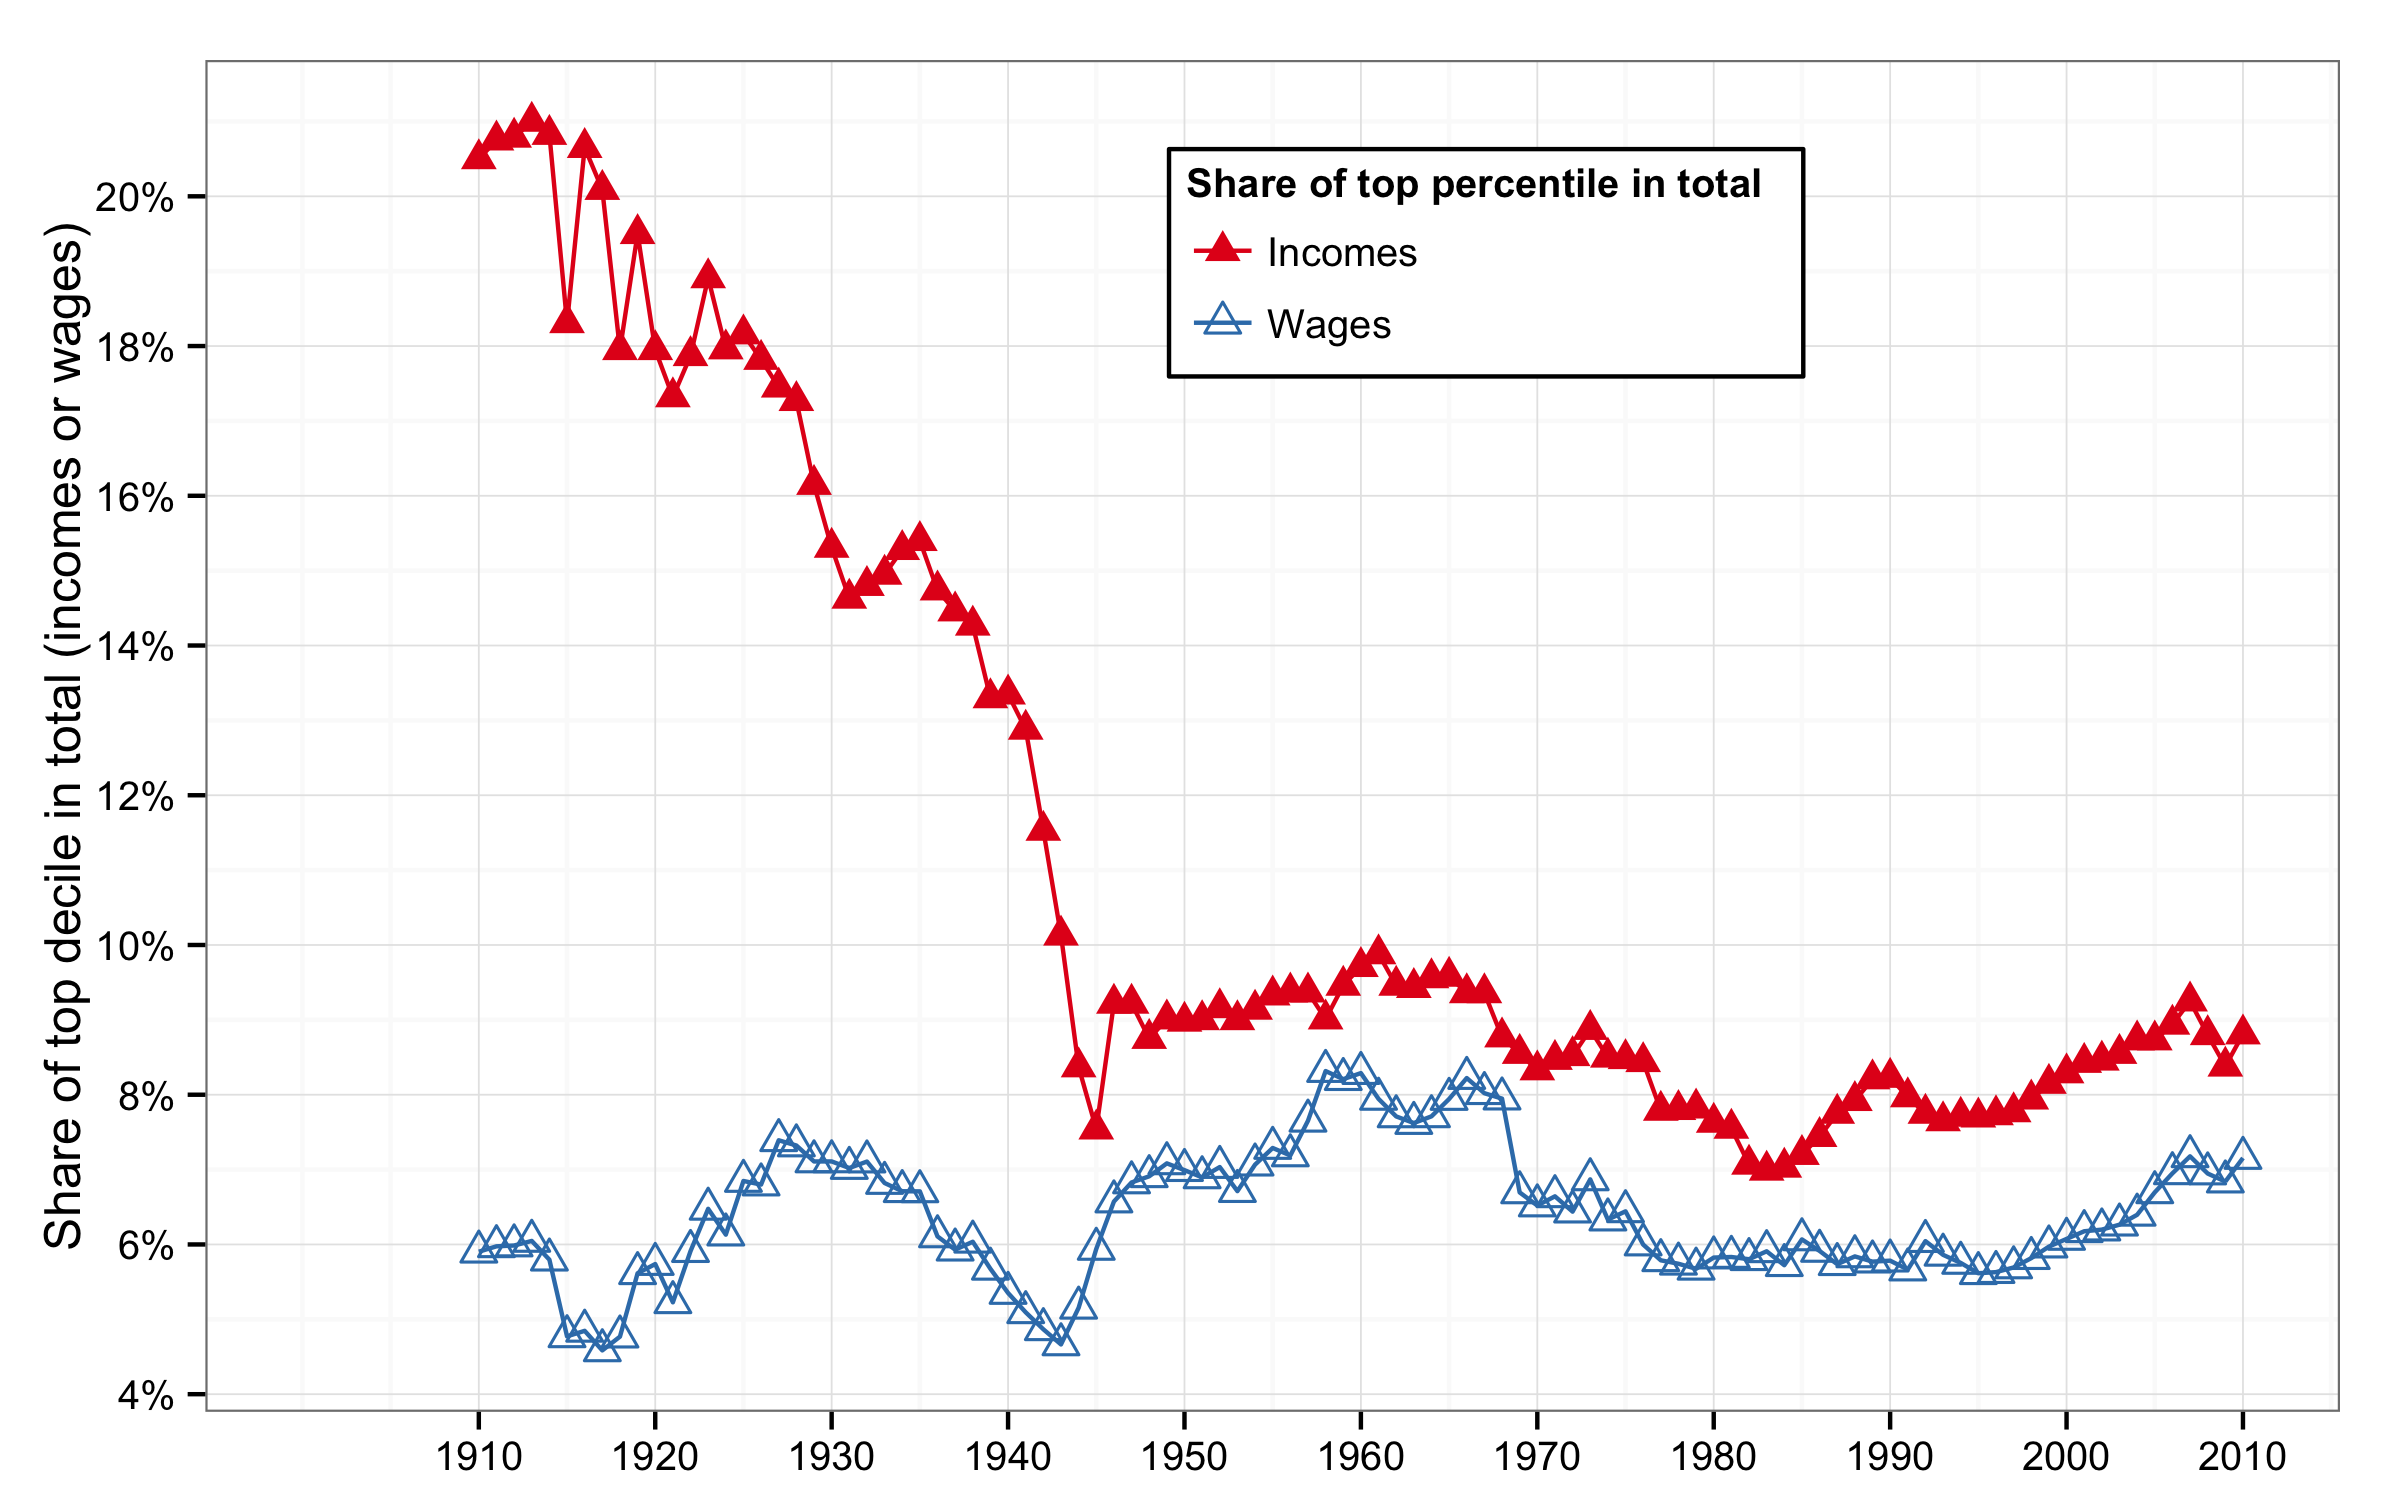 Share of top decile in total (incomes or wages)
20%
18%
16%
14%
12%
10%
8%
6%
4%
Share of top percentile in total
Incomes
Wages
1910 1920 1930 1940 1950 1960 1970 1980 1990 2000 2010